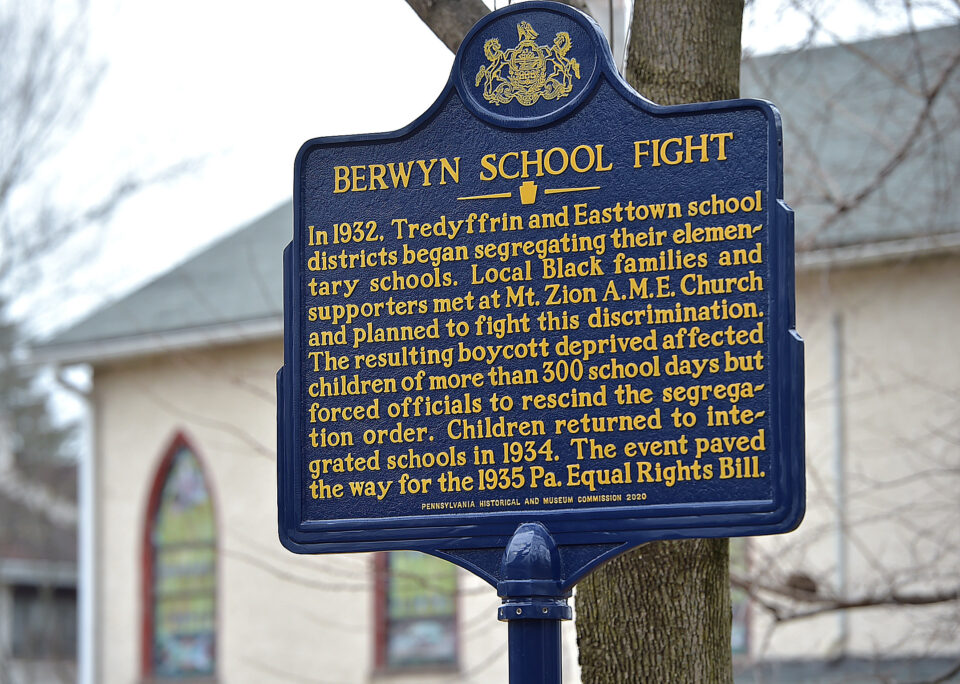 BERWYN SCHOOL FIGHT
In 1932, Tredyffrin and Easttown school
districts began segregating their elemen-
tary schools. Local Black families and
supporters met at Mt. Zion A.M.E. Church
and planned to fight this discrimination.
The resulting boycott deprived affected
children of more than 300 school days but
forced officials to rescind the segrega-
tion order. Children returned to inte-
grated schools in 1934. The event paved
the way for the 1935 Pa. Equal Rights Bill.
PENNSYLVANIA HISTORICAL AND MUSEUM COMMISSION 2020